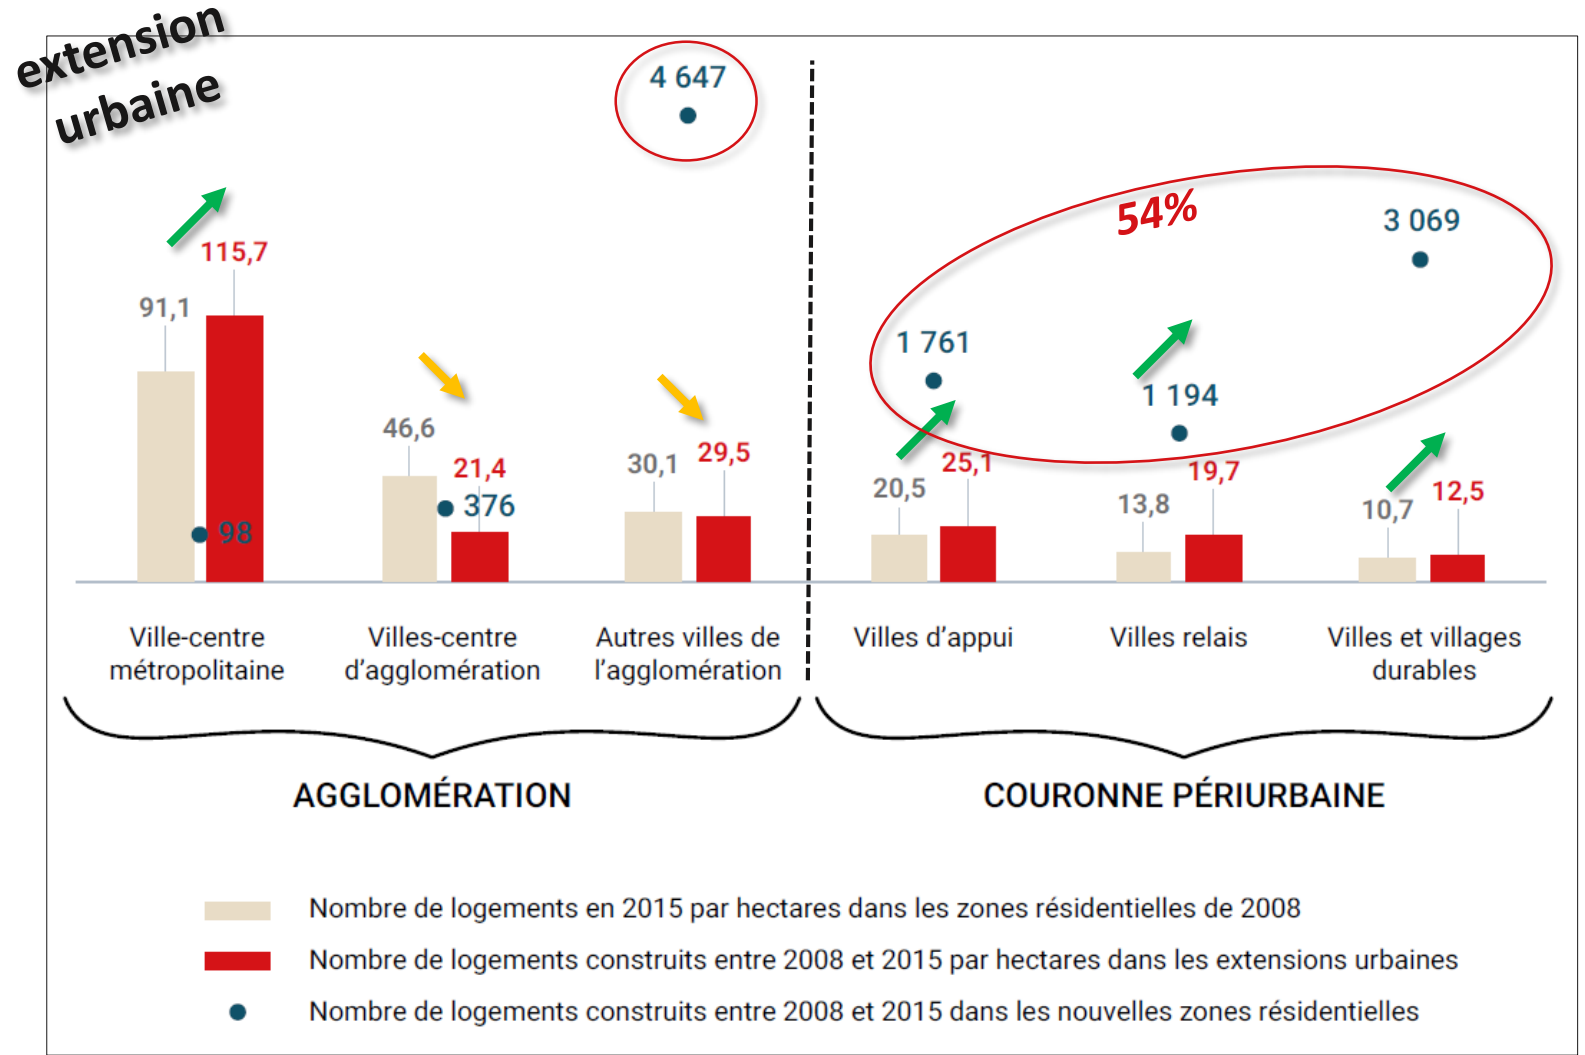 extension
urbaine
4 647
54%
3 069
115,7
91,1
1 761
1 194
46,6
21,4
376
98
30,1
29,5
20,5
25,1
13,8
19,7
10,7
12,5
Ville-centre
métropolitaine
Villes-centre
d'agglomération
Autres villes de
l'agglomération
Villes d'appui
Villes relais
Villes et villages
durables
AGGLOMÉRATION
COURONNE PÉRIURBAINE
Nombre de logements en 2015 par hectares dans les zones résidentielles de 2008
Nombre de logements construits entre 2008 et 2015 par hectares dans les extensions urbaines
Nombre de logements construits entre 2008 et 2015 dans les nouvelles zones résidentielles